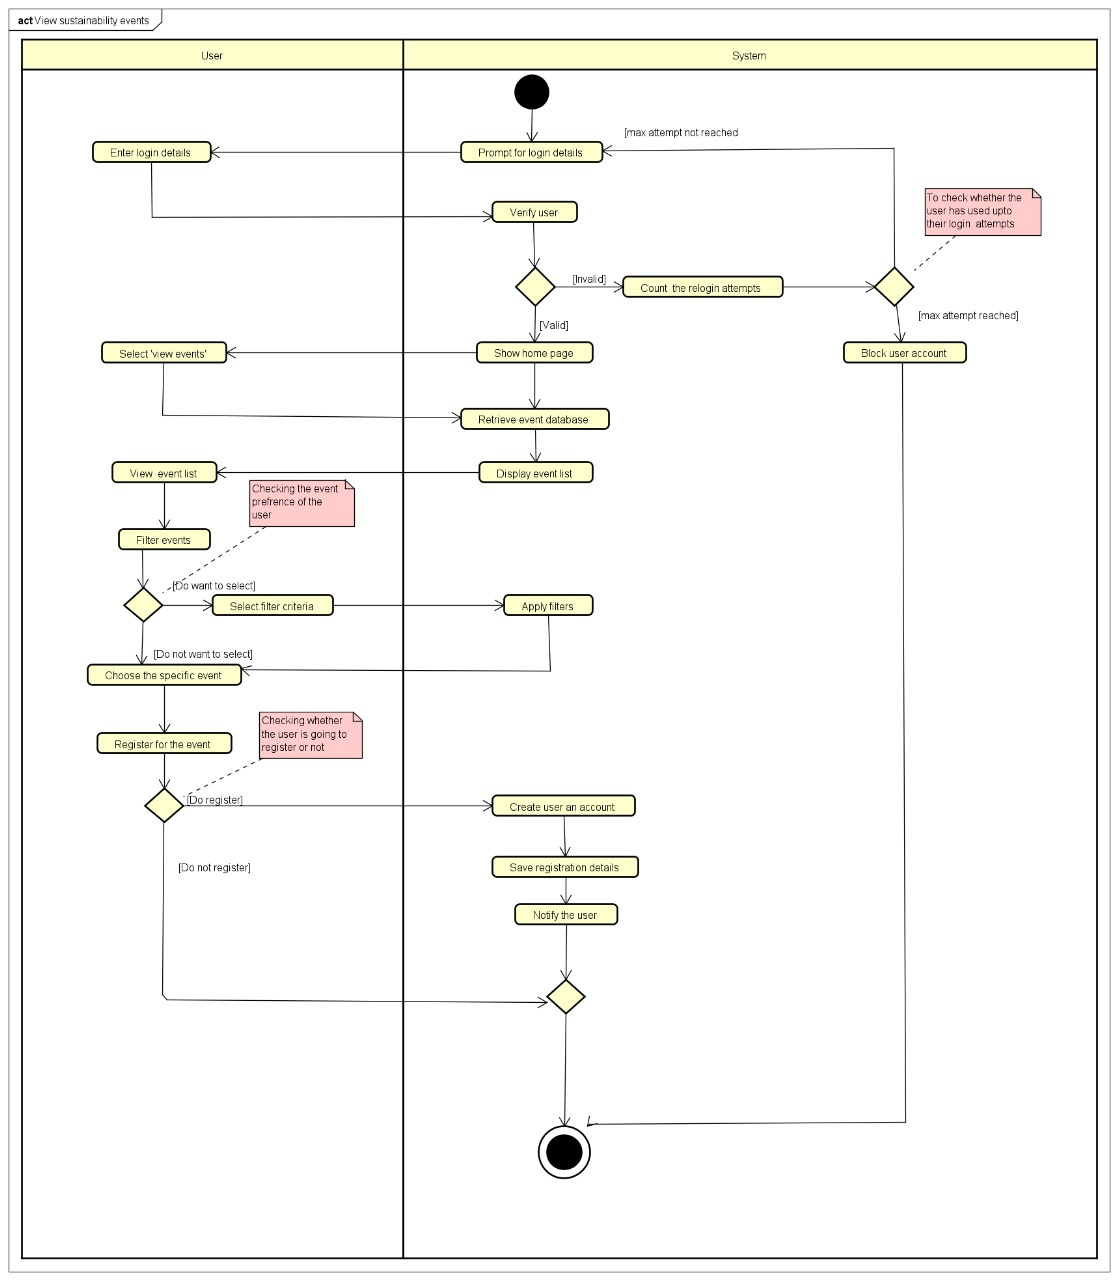 act View sustainability events
User
System
[max attempt not reached
Enter login details
Prompt for login details
To check whether the
user has used upto
their login  attempts
Verify user
[Invalid]
Count  the relogin attempts
[max attempt reached]
[Valid]
Select 'view events'
Show home page
Block user account
Retrieve event database
View  event list
Display event list
Checking the event
prefrence of the
user
Filter events
[Do want to select]
Select filter criteria
Apply filters
[Do not want to select]
Choose the specific event
Checking whether
the user is going to
register or not
Register for the event
[Do register]
Create user an account
[Do not register]
Save registration details
Notify the user